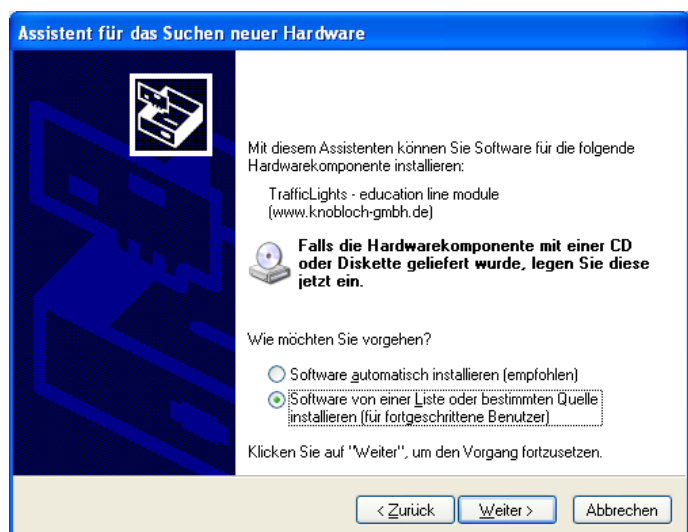 Assistent für das Suchen neuer Hardware
Mit diesem Assistenten können Sie Software für die folgende
Hardwarekomponente installieren:
TrafficLights - education line module
(www.knobloch-gmbh.de)
Falls die Hardwarekomponente mit einer CD
oder Diskette geliefert wurde, legen Sie diese
jetzt ein.
Wie möchten Sie vorgehen?
Software automatisch installieren (empfohlen)
Software von einer Liste oder bestimmten Quelle
installieren (für fortgeschrittene Benutzer)
Klicken Sie auf "Weiter", um den Vorgang fortzusetzen.
< Zurück Weiter > Abbrechen